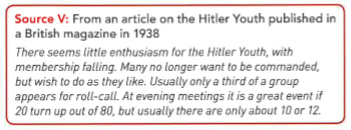 Source V: From an article on the Hitler Youth published in
a British magazine in 1938
There seems little enthusiasm for the Hitler Youth, with
membership falling. Many no longer want to be commanded,
but wish to do as they like. Usually only a third of a group
appears for roll-call. At evening meetings it is a great event if
20 turn up out of 80, but usually there are only about 10 or 12.